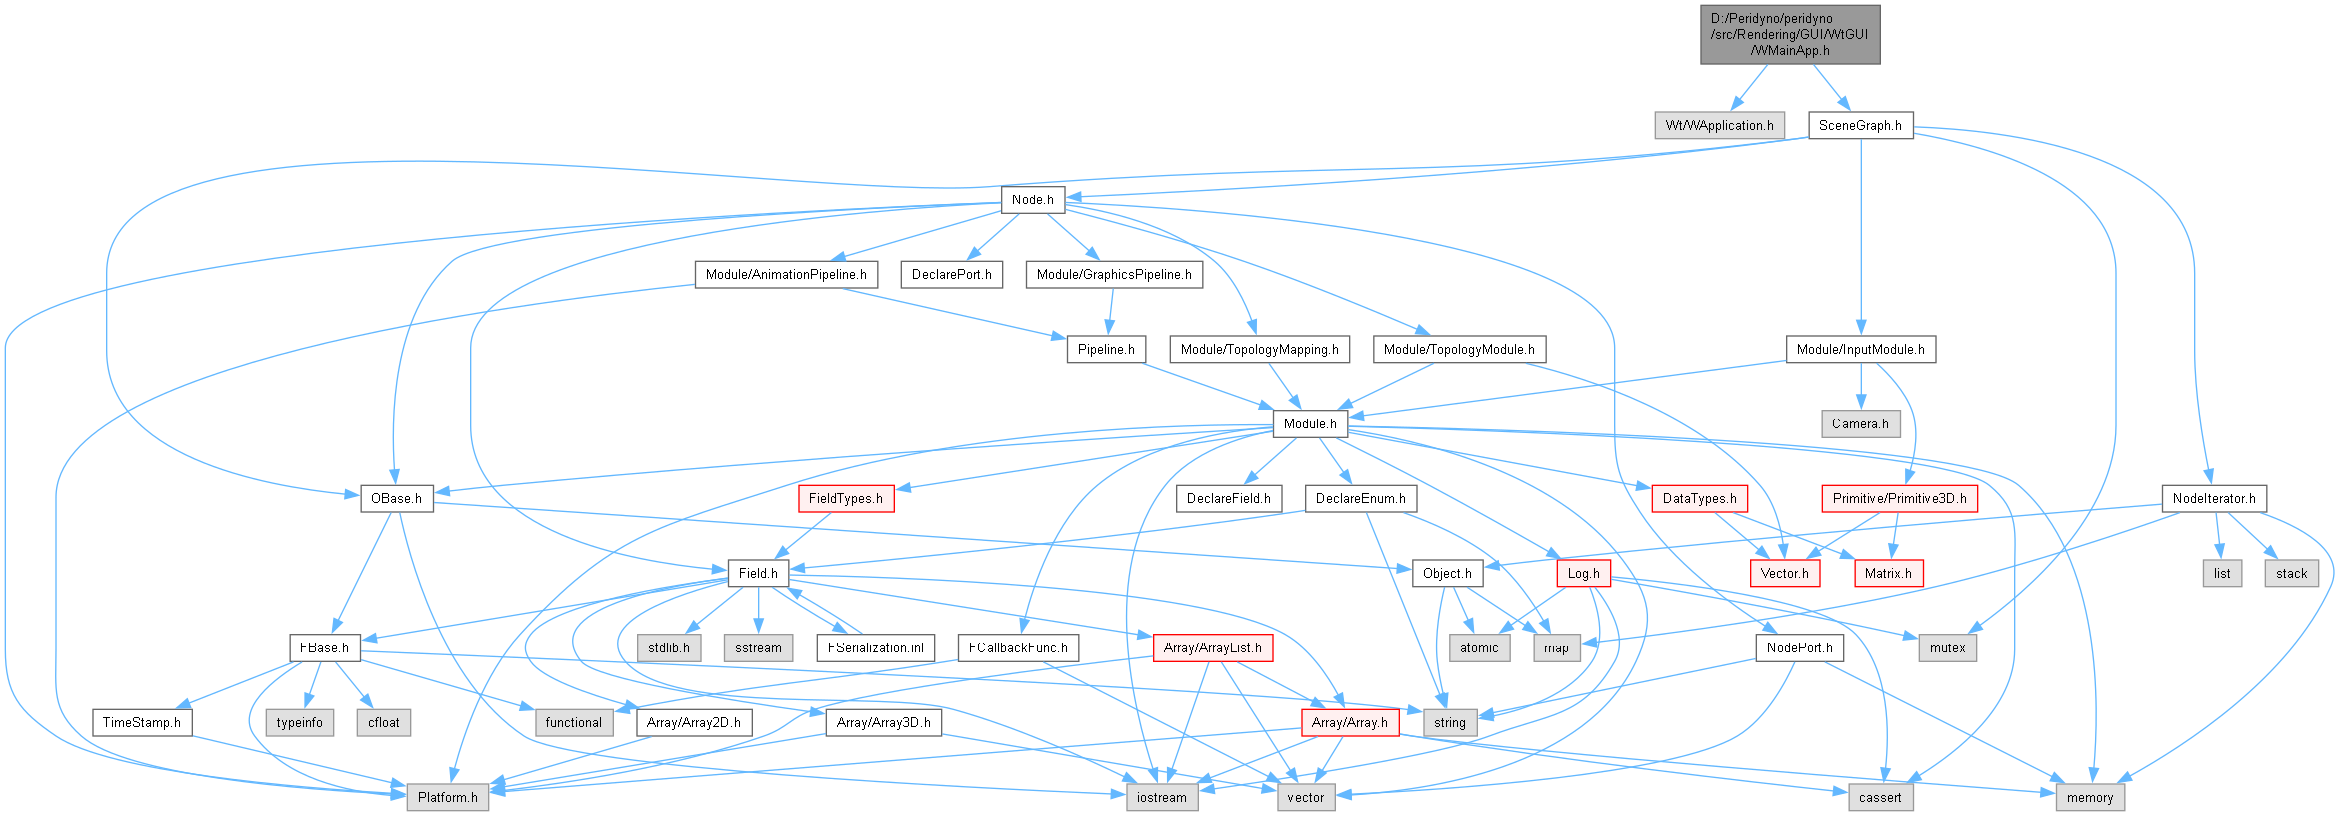 D:/Peridyno/peridyno
/src/Rendering/GUI/WtGUI
/WMainApp.h
Wt/WApplication.h
SceneGraph.h
Node.h
Module/AnimationPipeline.h
DeclarePort.h
Module/GraphicsPipeline.h
Pipeline.h
Module/TopologyMapping.h
Module/TopologyModule.h
Module/InputModule.h
Module.h
Camera.h
OBase.h
FieldTypes.h
DeclareField.h
DeclareEnum.h
DataTypes.h
Primitive/Primitive3D.h
NodeIterator.h
Field.h
Object.h
Log.h
Vector.h
Matrix.h
list
stack
FBase.h
stdlib.h
sstream
FSerialization.inl
FCallbackFunc.h
Array/ArrayList.h
atomic
map
NodePort.h
mutex
TimeStamp.h
typeinfo
cfloat
functional
Array/Array2D.h
Array/Array3D.h
Array/Array.h
string
Platform.h
iostream
vector
cassert
memory